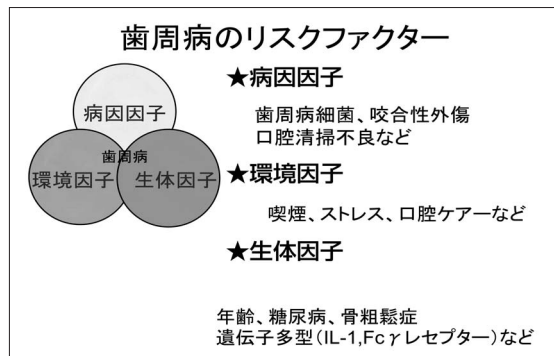 歯周病のリスクファクター
病因因子
歯周病
環境因子
生体因子
★病因因子
歯周病細菌、咬合性外傷
口腔清掃不良など
★環境因子
喫煙、ストレス、口腔ケアーなど
★生体因子
年齢、糖尿病、骨粗鬆症
遺伝子多型(IL-1,Fcγレセプター)など